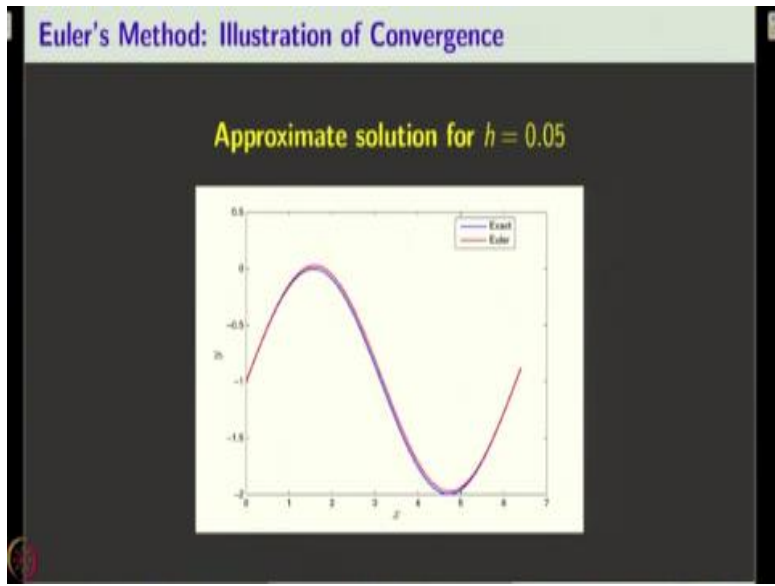 Euler's Method: Illustration of Convergence
Approximate solution for h = 0.05
0.5
Exact
Euler
0
-0.5
-1
-1.5
-2
0 1 2 3 4 5 6 7